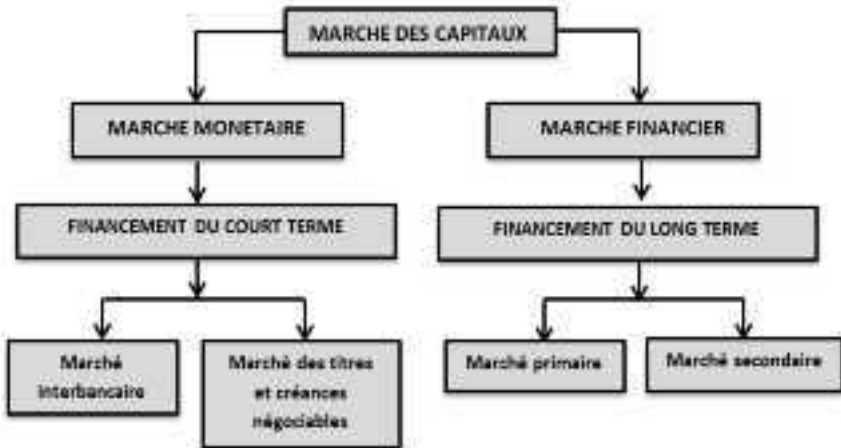 MARCHE DES CAPITAUX
MARCHE MONETAIRE
MARCHE FINANCIER
FINANCEMENT DU COURT TERME
FINANCEMENT DU LONG TERME
Marché
interbancaire
Marché des titres
et créances
négociables
Marché primaire
Marché secondaire